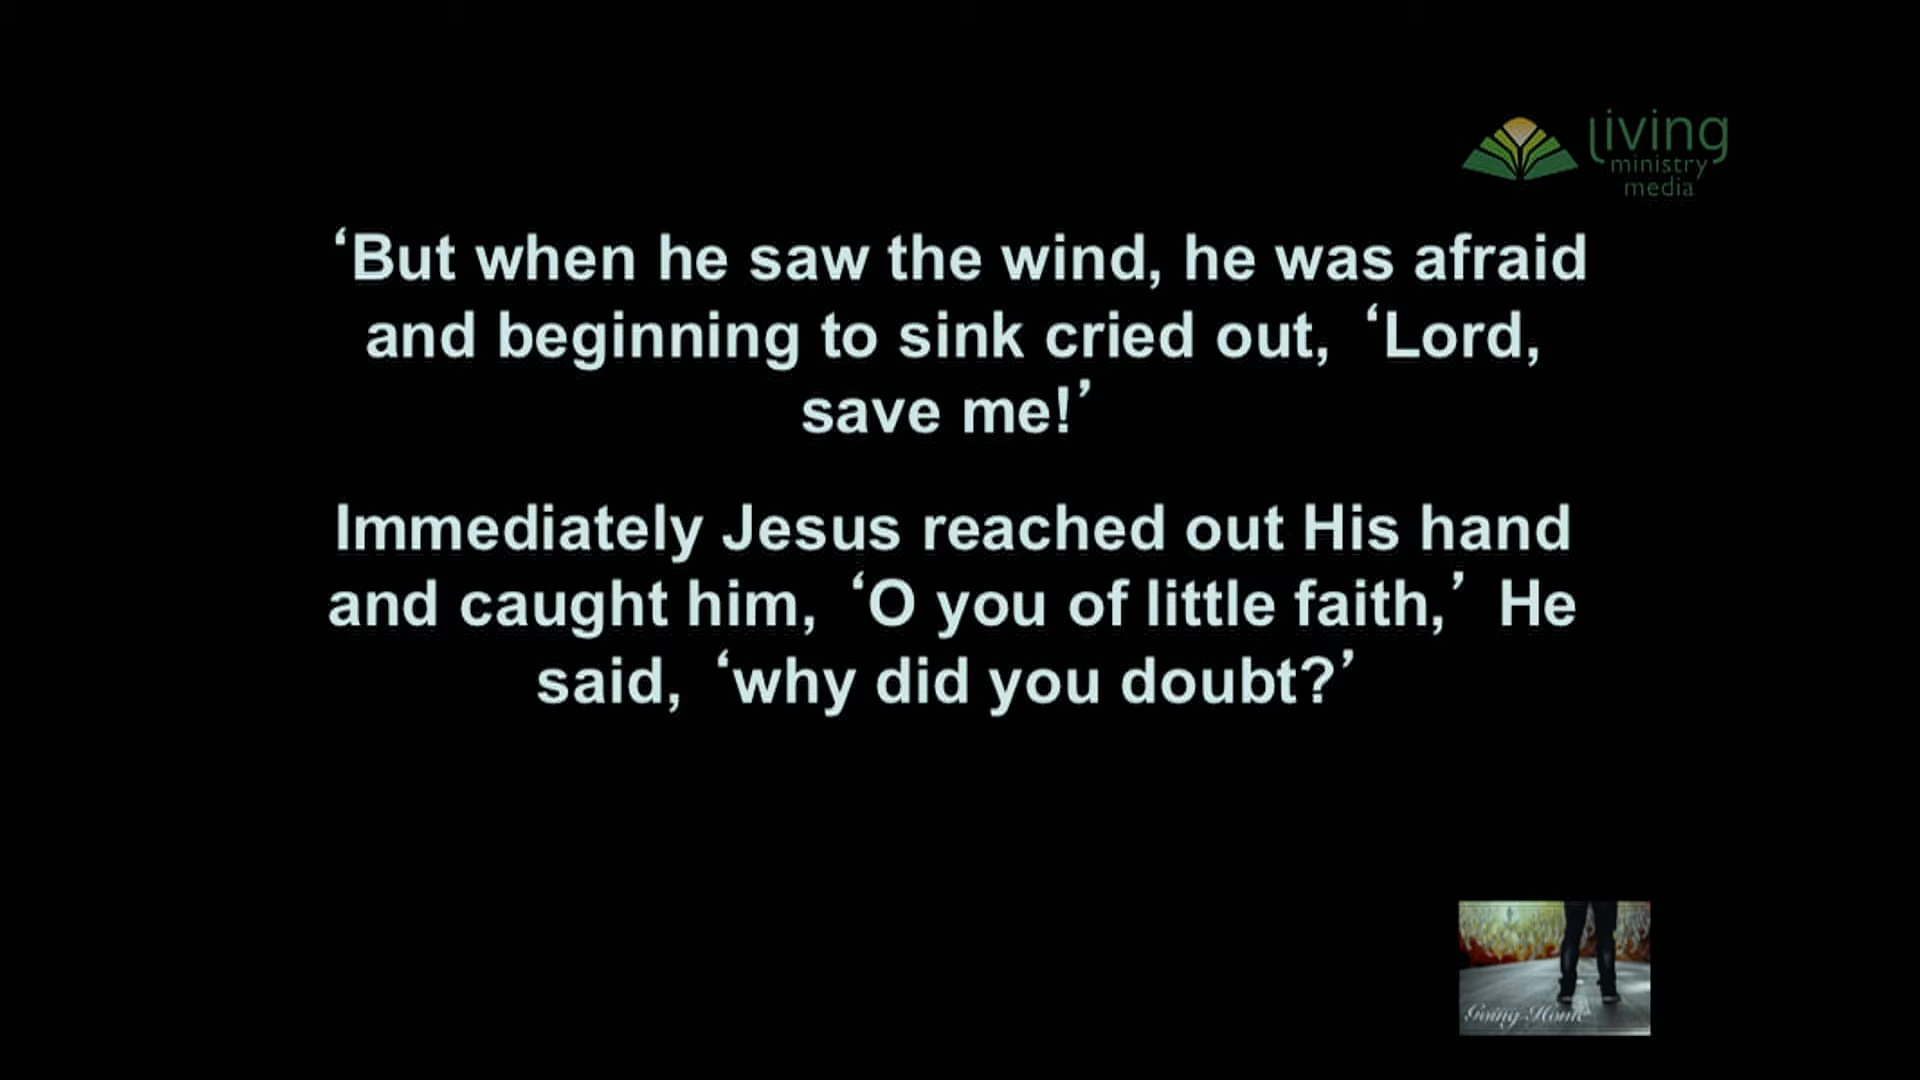 living
ministry
media
‘But when he saw the wind, he was afraid
and beginning to sink cried out, ‘Lord,
save me!’
Immediately Jesus reached out His hand
and caught him, ‘O you of little faith,’ He
said, ‘why did you doubt?’
Going Home